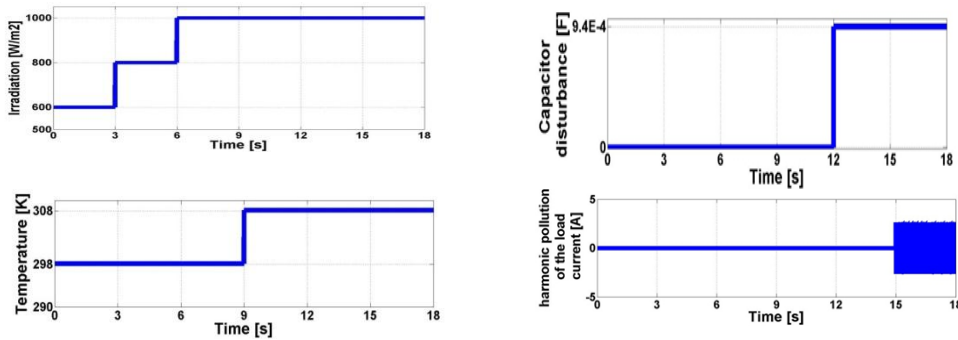 Irradiation [W/m2]
1000
800
600
500
0 3 6 9 12 15 18
Time [s]
Capacitor
disturbance [F]
9.4E-4
0
0 3 6 9 12 15 18
Time [s]
Temperature [K]
308
298
290
0 3 6 9 12 15 18
Time [s]
harmonic pollution
of the load
current [A]
5
0
-5
0 3 6 9 12 15 18
Time [s]